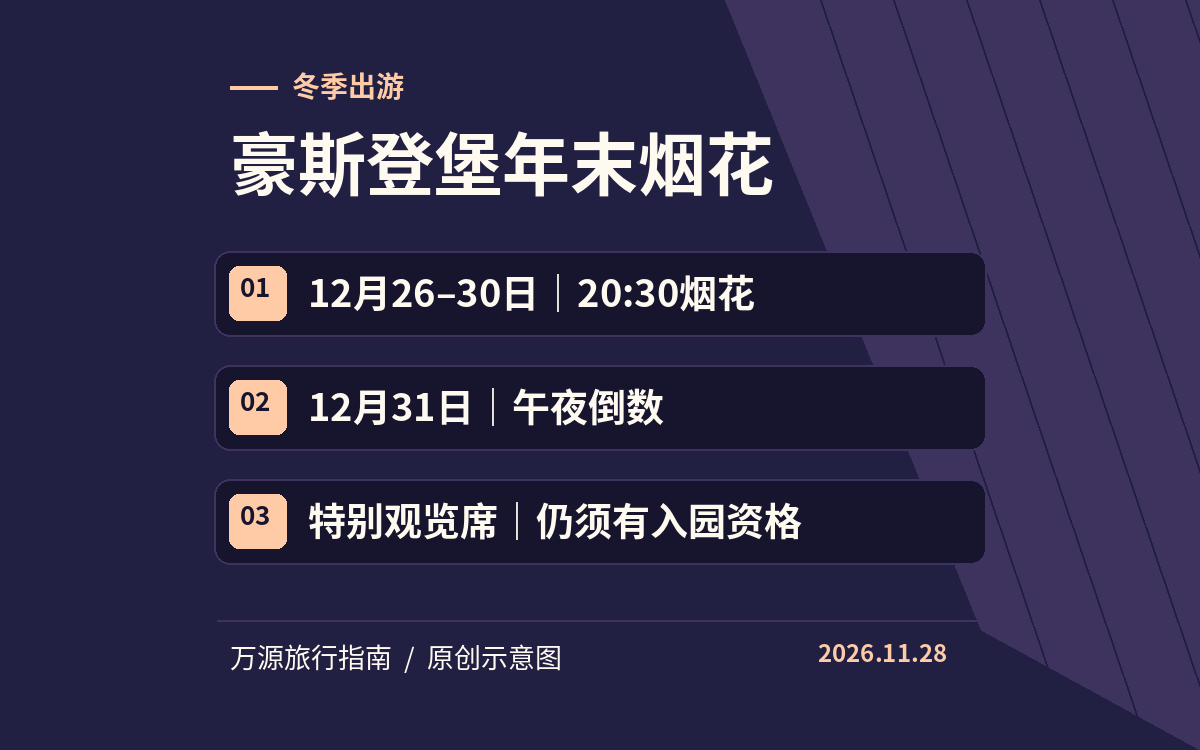 冬季出游
豪斯登堡年末烟花
01 12月26–30日｜20:30烟花
02 12月31日｜午夜倒数
03 特别观览席｜仍须有入园资格
万源旅行指南 / 原创示意图
2026.11.28